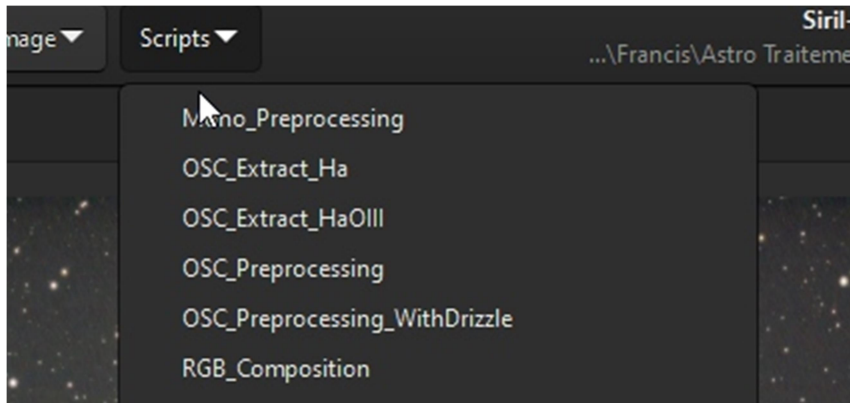 mage Scripts Siril-
...\Francis\Astro Traiteme
Mono_Preprocessing
OSC_Extract_Ha
OSC_Extract_HaOIII
OSC_Preprocessing
OSC_Preprocessing_WithDrizzle
RGB_Composition